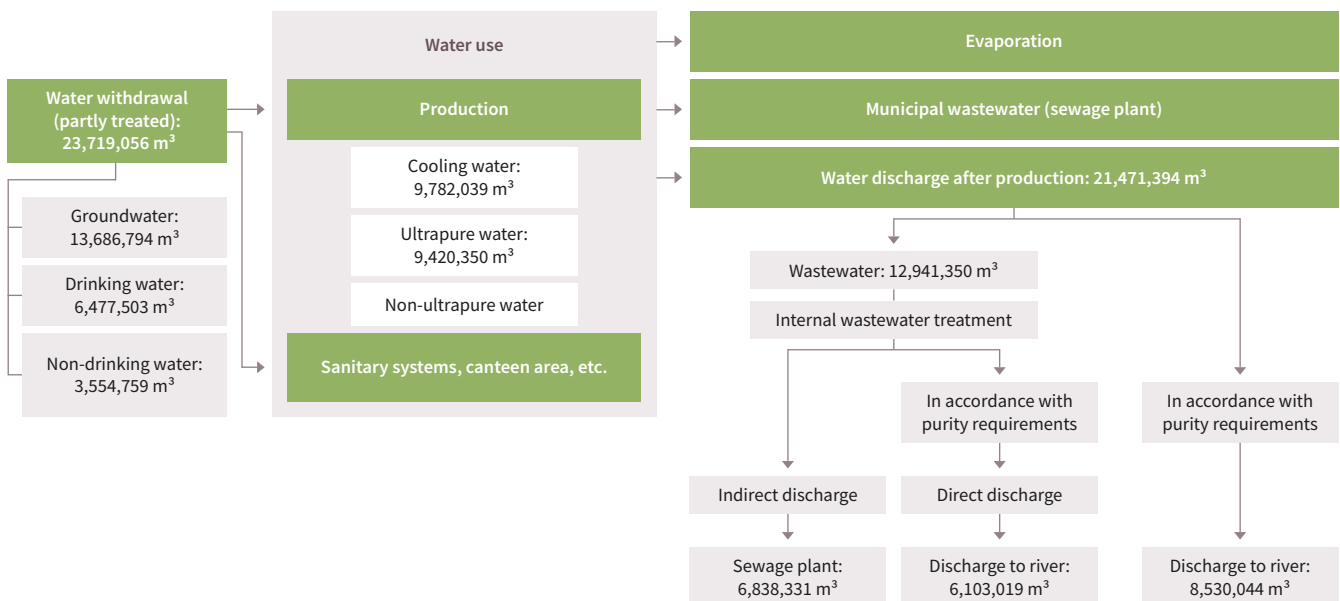 Water withdrawal
(partly treated):
23,719,056 m³
Groundwater:
13,686,794 m³
Drinking water:
6,477,503 m³
Non-drinking water:
3,554,759 m³
Water use
Production
Cooling water:
9,782,039 m³
Ultrapure water:
9,420,350 m³
Non-ultrapure water
Sanitary systems, canteen area, etc.
Evaporation
Municipal wastewater (sewage plant)
Water discharge after production: 21,471,394 m³
Wastewater: 12,941,350 m³
Internal wastewater treatment
In accordance with
purity requirements
In accordance with
purity requirements
Indirect discharge
Direct discharge
Sewage plant:
6,838,331 m³
Discharge to river:
6,103,019 m³
Discharge to river:
8,530,044 m³